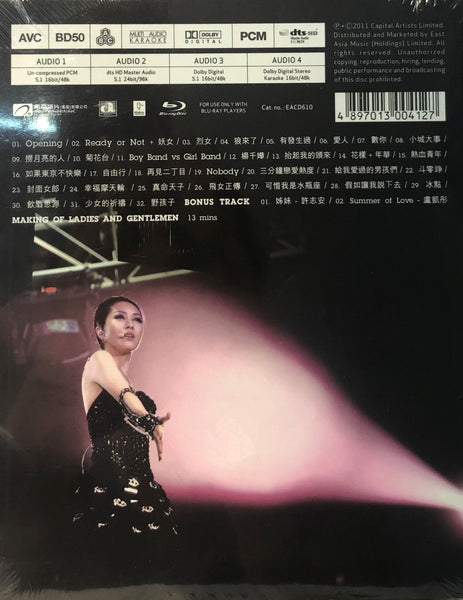 AVC BD50 MULTI AUDIO KARAOKE DOLBY DIGITAL PCM dts-HD Master Audio
AUDIO 1 AUDIO 2 AUDIO 3 AUDIO 4
Un-compressed PCM dts HD Master Audio Dolby Digital Dolby Digital Stereo
5.1 16bit/48k 5.1 24bit/96k 5.1 16bit/48k Karaoke 16bit/48k
℗+©2011 Capital Artists Limited.
Distributed and Marketed by East
Asia Music (Holdings) Limited. All
rights reserved. Unauthorized
copying, reproduction, hiring, lending,
public performance and broadcasting
of this disc prohibited.
Blu-ray Disc FOR USE ONLY WITH BLU-RAY PLAYERS Cat. no.: EACD610
4 897013 004127
01. Opening / 02. Ready or Not + 妖女 / 03. 烈女 / 04. 狼來了 / 05. 有發生過 / 06. 愛人 / 07. 數你 / 08. 小城大事
09. 撈月亮的人 / 10. 菊花台 / 11. Boy Band vs Girl Band / 12. 楊千嬅 / 13. 抬起我的頭來 / 14. 花樣 + 年華 / 15. 熱血青年
16. 如果東京不快樂 / 17. 自由行 / 18. 再見二丁目 / 19. Nobody / 20. 三分鐘戀愛熱度 / 21. 給我愛過的男孩們 / 22. 斗零踭
23. 封面女郎 / 24. 幸福摩天輪 / 25. 真命天子 / 26. 飛女正傳 / 27. 可惜我是水瓶座 / 28. 假如讓我說下去 / 29. 冰點
30. 飲酒思源 / 31. 少女的祈禱 / 32. 野孩子 BONUS TRACK 01. 姊妹 - 許志安 / 02. Summer of Love - 盧凱彤
MAKING OF LADIES AND GENTLEMEN 13 mins